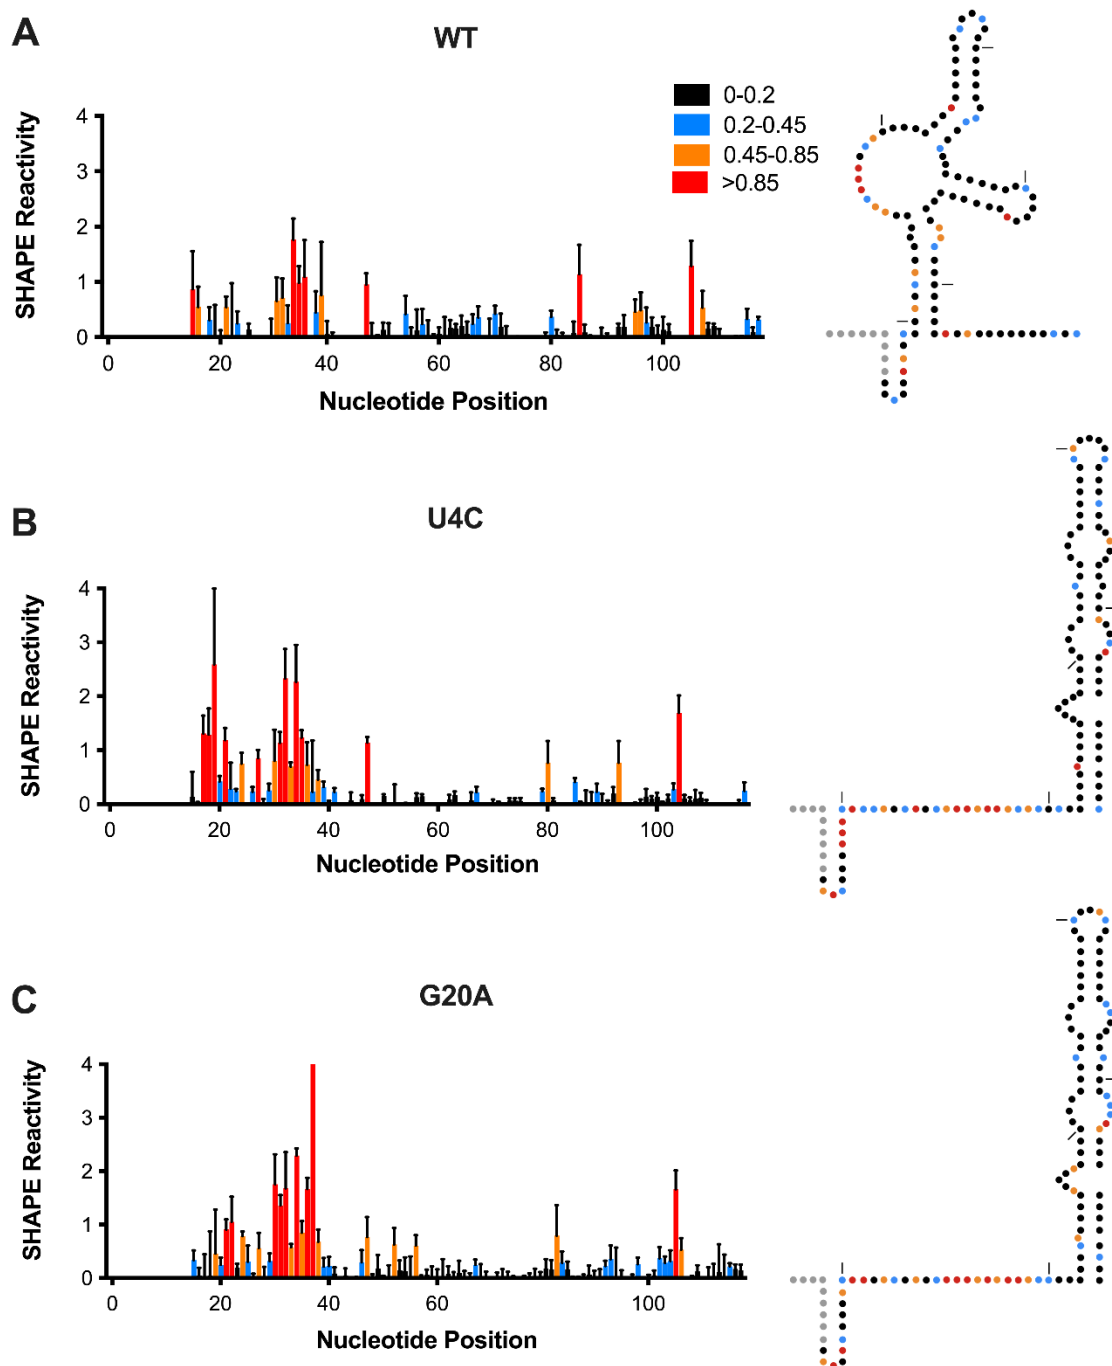 A
WT
0-0.2
0.2-0.45
0.45-0.85
>0.85
SHAPE Reactivity
4
3
2
1
0
0 20 40 60 80 100
Nucleotide Position
B
U4C
SHAPE Reactivity
4
3
2
1
0
0 20 40 60 80 100
Nucleotide Position
C
G20A
SHAPE Reactivity
4
3
2
1
0
0 20 40 60 100
Nucleotide Position